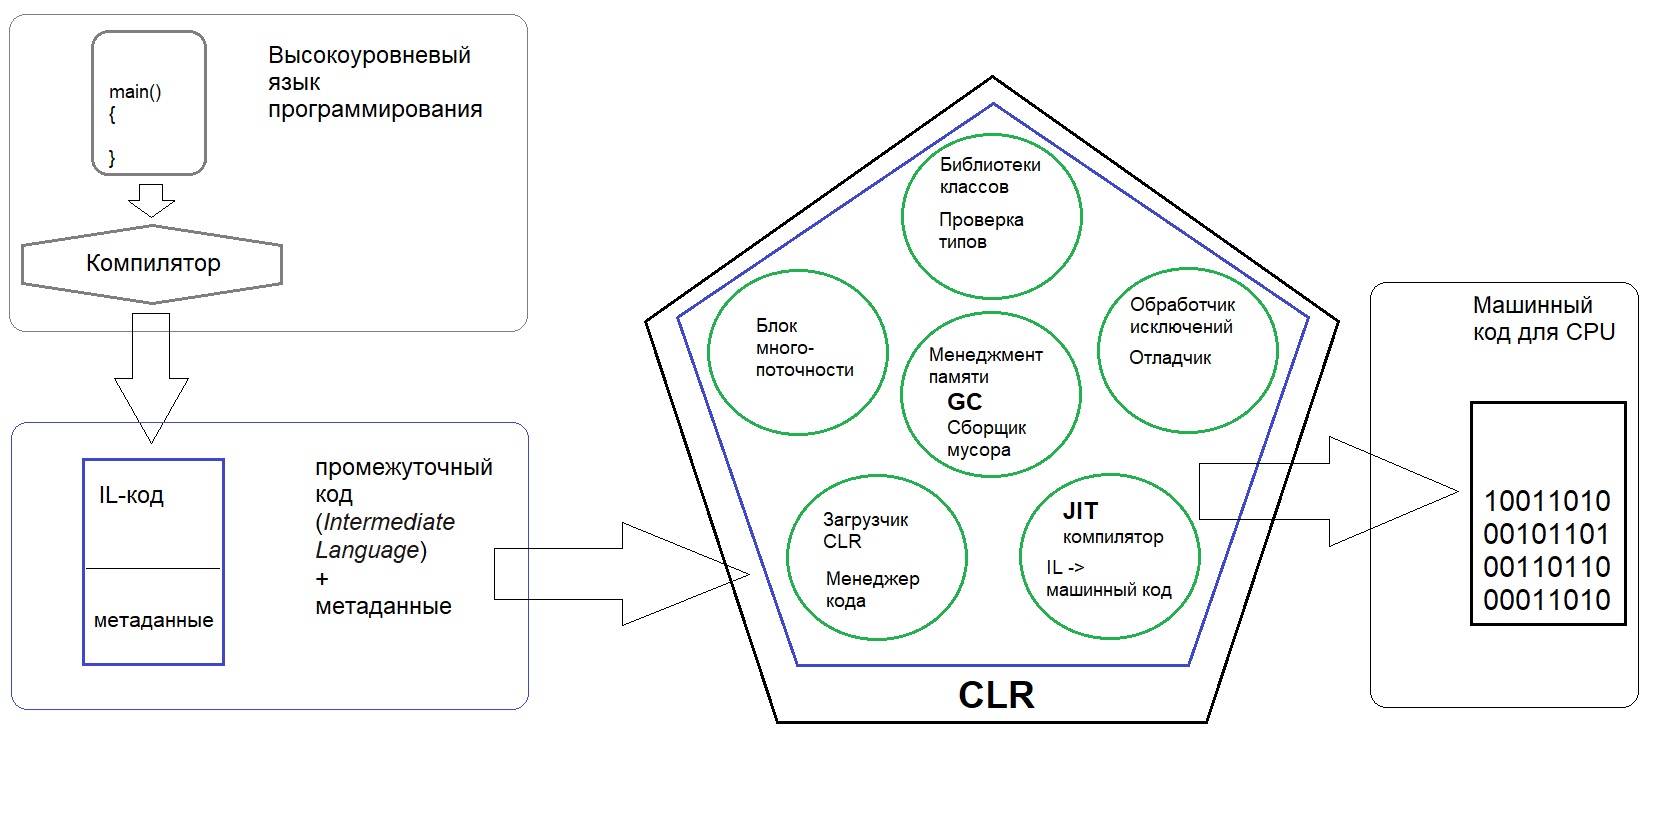 main()
{
}
Высокоуровневый
язык
программирования
Компилятор
IL-код
метаданные
промежуточный
код
(Intermediate
Language)
+
метаданные
Библиотеки
классов
Проверка
типов
Блок
много-
поточности
Менеджмент
памяти
GC
Сборщик
мусора
Обработчик
исключений
Отладчик
Загрузчик
CLR
Менеджер
кода
JIT
компилятор
IL ->
машинный код
CLR
Машинный
код для CPU
10011010
00101101
00110110
00011010